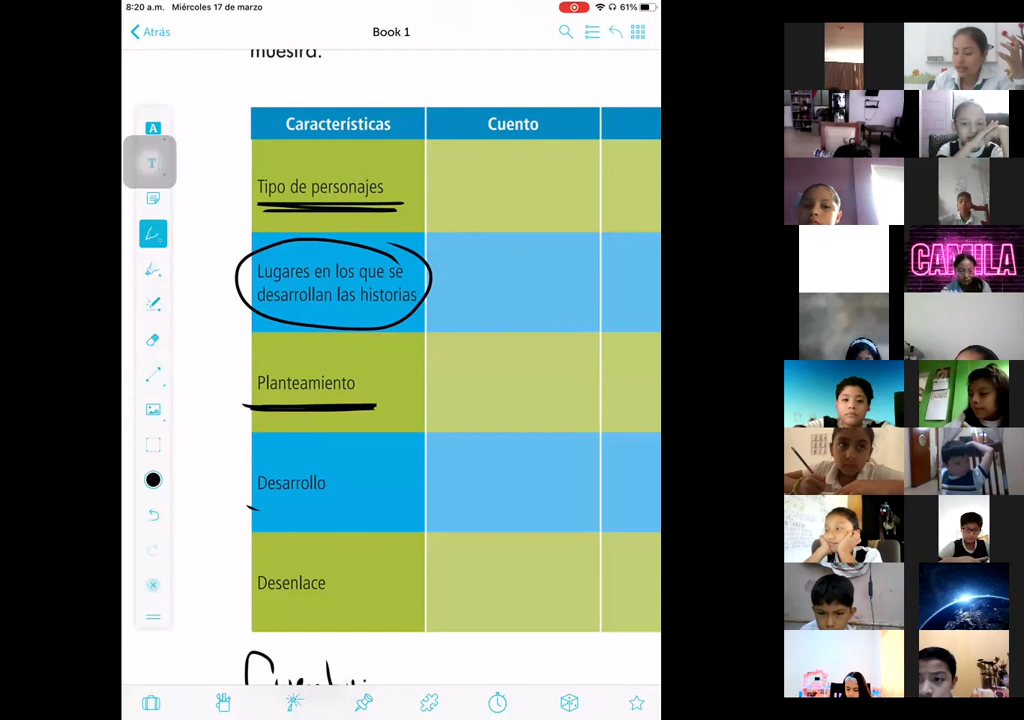 8:20 a.m. Miércoles 17 de marzo
61%
Atrás
Book 1
muestra.
A
T
Características
Cuento
Tipo de personajes
Lugares en los que se
desarrollan las historias
Planteamiento
Desarrollo
Desenlace
CAMILA